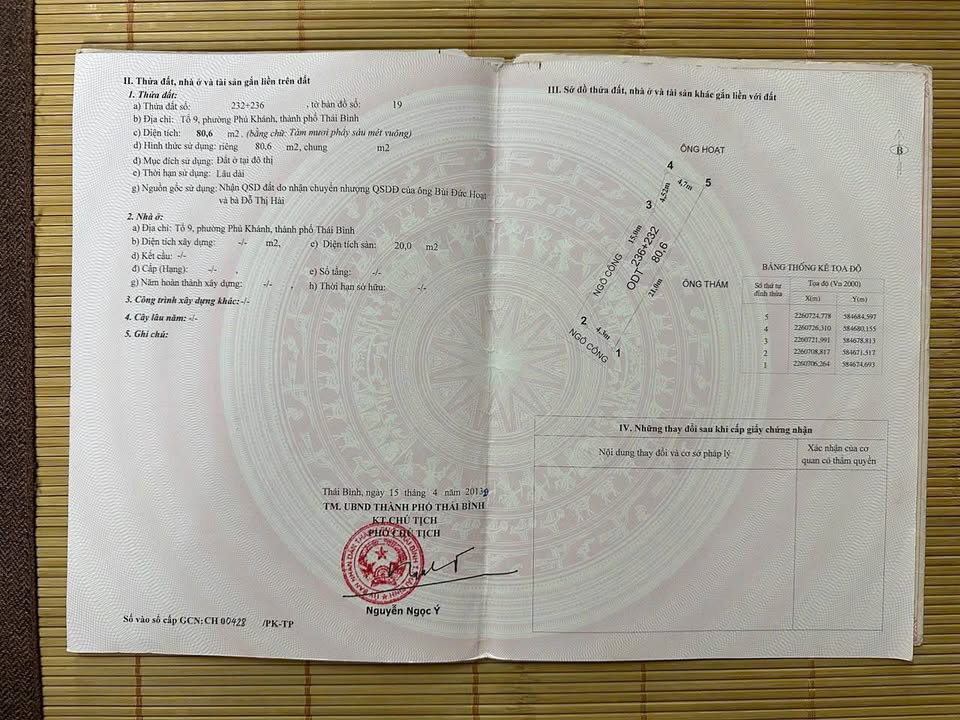 II. Thửa đất, nhà ở và tài sản gắn liền trên đất
1. Thửa đất:
a) Thửa đất số: 232+236 , tờ bản đồ số: 19
b) Địa chỉ: Tổ 9, phường Phú Khánh, thành phố Thái Bình
c) Diện tích: 80,6 m2, (bằng chữ: Tám mươi phẩy sáu mét vuông)
d) Hình thức sử dụng: riêng 80,6 m2, chung m2
đ) Mục đích sử dụng: Đất ở tại đô thị
e) Thời hạn sử dụng: Lâu dài
g) Nguồn gốc sử dụng: Nhận QSD đất do nhận chuyển nhượng QSDĐ của ông Bùi Đức Hoạt
và bà Đỗ Thị Hải
2. Nhà ở:
a) Địa chỉ: Tổ 9, phường Phú Khánh, thành phố Thái Bình
b) Diện tích xây dựng: -/- m2, c) Diện tích sàn: 20,0 m2
d) Kết cấu: -/-
đ) Cấp (Hạng): -/- , e) Số tầng: -/-
g) Năm hoàn thành xây dựng: -/- , h) Thời hạn sở hữu: -/-
3. Công trình xây dựng khác: -/-
4. Cây lâu năm: -/-
5. Ghi chú:
Thái Bình, ngày 15 tháng 4 năm 2013
TM. UBND THÀNH PHỐ THÁI BÌNH
KT CHỦ TỊCH
PHÓ CHỦ TỊCH
Nguyễn Ngọc Ý
Số vào sổ cấp GCN: CH 00428 /PK-TP
III. Sơ đồ thửa đất, nhà ở và tài sản khác gắn liền với đất
ÔNG HOẠT
B
4
4,7m
5
4,52m
3
15,0m
NGÕ CÔNG
ODT 236+232
80,6
21,0m
ÔNG THÁM
2
4,3m
1
NGÕ CÔNG
BẢNG THỐNG KÊ TỌA ĐỘ
Số thứ tự đỉnh thửa Tọa độ (Vn 2000)
X(m) Y(m)
5 2260724,778 584684,597
4 2260726,310 584680,155
3 2260721,991 584678,813
2 2260708,817 584671,517
1 2260706,264 584674,693
IV. Những thay đổi sau khi cấp giấy chứng nhận
Nội dung thay đổi và cơ sở pháp lý Xác nhận của cơ
quan có thẩm quyền